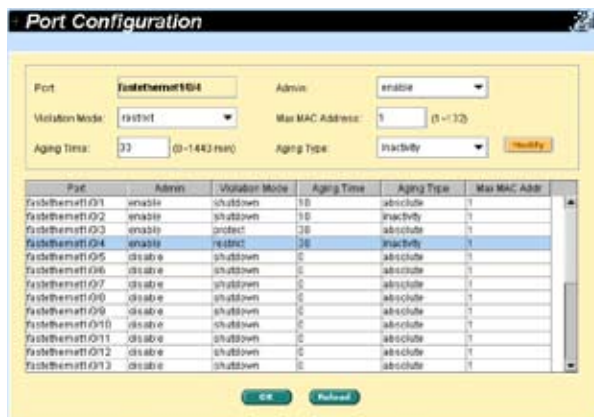 Port Configuration
Port: fastethernet1/0/4 Admin: enable
Violation Mode: restrict Max MAC Address: 1 (1~132)
Aging Time: (0~1443 min) Aging Type: inactivity Modify
Port Admin Violation Mode Aging Time Aging Type Max MAC Addr
fastethernet1/0/1 enable shutdown 10 absolute 1
fastethernet1/0/2 enable shutdown 10 inactivity 1
fastethernet1/0/3 enable protect 30 absolute 1
fastethernet1/0/4 enable restrict 30 inactivity 1
fastethernet1/0/5 disable shutdown 0 absolute 1
fastethernet1/0/6 disable shutdown 0 absolute 1
fastethernet1/0/7 disable shutdown 0 absolute 1
fastethernet1/0/8 disable shutdown 0 absolute 1
fastethernet1/0/9 disable shutdown 0 absolute 1
fastethernet1/0/10 disable shutdown 0 absolute 1
fastethernet1/0/11 disable shutdown 0 absolute 1
fastethernet1/0/12 disable shutdown 0 absolute 1
fastethernet1/0/13 disable shutdown 0 absolute 1
OK Reload